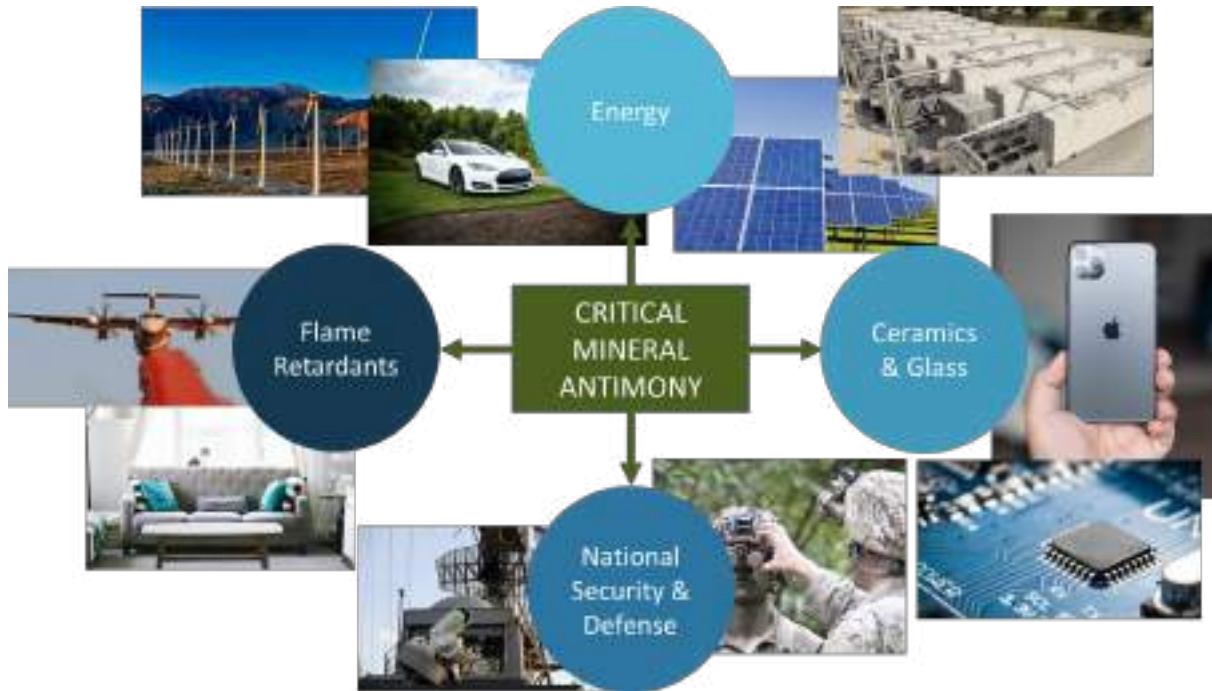 Energy
CRITICAL
MINERAL
ANTIMONY
Flame
Retardants
Ceramics
& Glass
National
Security &
Defense